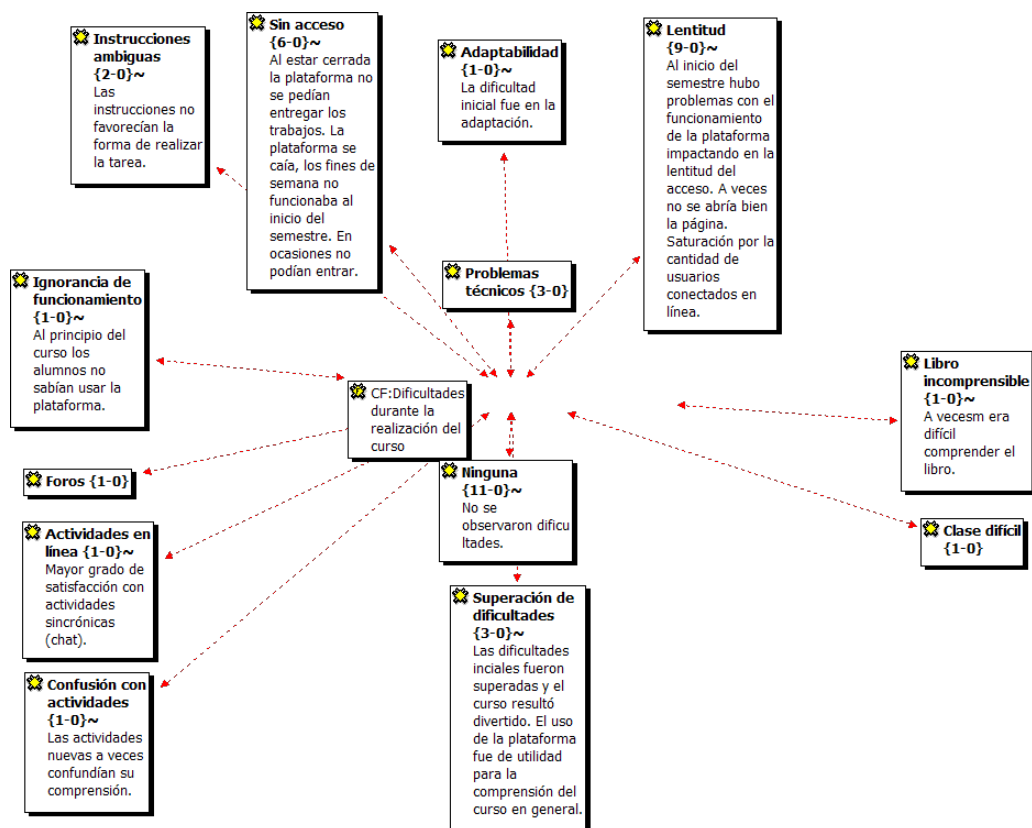 Instrucciones
ambiguas
{2-0}~
Las
instrucciones no
favorecían la
forma de realizar
la tarea.
Sin acceso
{6-0}~
Al estar cerrada
la plataforma no
se pedían
entregar los
trabajos. La
plataforma se
caía, los fines de
semana no
funcionaba al
inicio del
semestre. En
ocasiones no
podían entrar.
Adaptabilidad
{1-0}~
La dificultad
inicial fue en la
adaptación.
Lentitud
{9-0}~
Al inicio del
semestre hubo
problemas con el
funcionamiento
de la plataforma
impactando en la
lentitud del
acceso. A veces
no se abría bien
la página.
Saturación por la
cantidad de
usuarios
conectados en
línea.
Problemas
técnicos {3-0}
Ignorancia de
funcionamiento
{1-0}~
Al principio del
curso los
alumnos no
sabían usar la
plataforma.
CF:Dificultades
durante la
realización del
curso
Libro
incomprensible
{1-0}~
A vecesm era
difícil
comprender el
libro.
Foros {1-0}
Ninguna
{11-0}~
No se
observaron dificu
ltades.
Clase difícil
{1-0}
Actividades en
línea {1-0}~
Mayor grado de
satisfacción con
actividades
sincrónicas
(chat).
Superación de
dificultades
{3-0}~
Las dificultades
inciales fueron
superadas y el
curso resultó
divertido. El uso
de la plataforma
fue de utilidad
para la
comprensión del
curso en general.
Confusión con
actividades
{1-0}~
Las actividades
nuevas a veces
confundían su
comprensión.